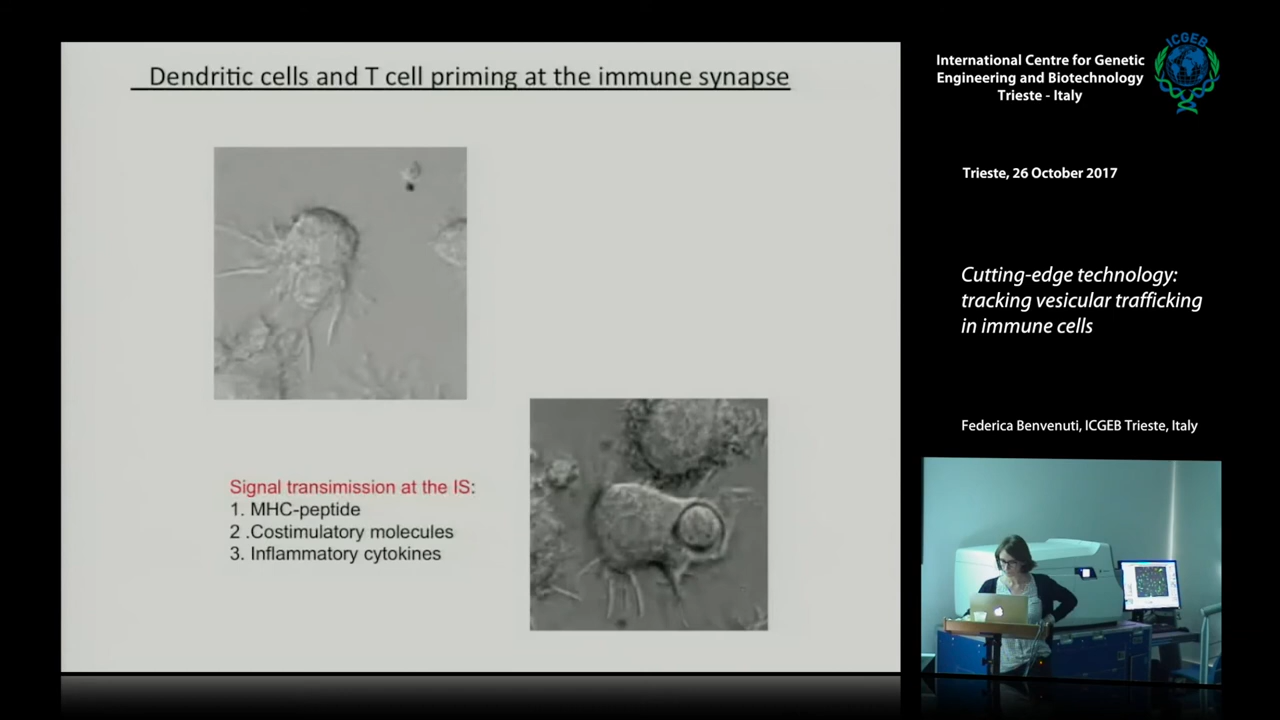 Dendritic cells and T cell priming at the immune synapse
Signal transimission at the IS:
1. MHC-peptide
2 .Costimulatory molecules
3. Inflammatory cytokines
International Centre for Genetic
Engineering and Biotechnology
Trieste - Italy
ICGEB
Trieste, 26 October 2017
Cutting-edge technology:
tracking vesicular trafficking
in immune cells
Federica Benvenuti, ICGEB Trieste, Italy